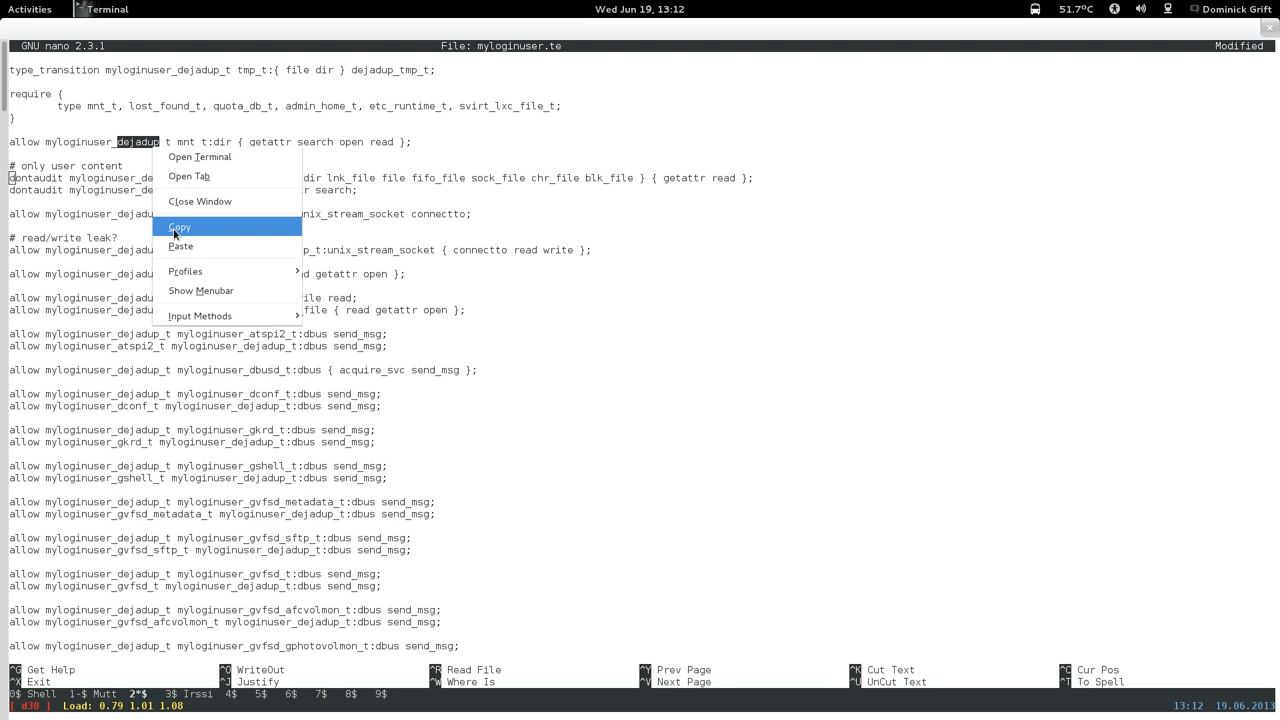 Activities Terminal Wed Jun 19, 13:12 51.7°C Dominick Grift
GNU nano 2.3.1 File: myloginuser.te Modified
type_transition myloginuser_dejadup_t tmp_t:{ file dir } dejadup_tmp_t;
require {
type mnt_t, lost_found_t, quota_db_t, admin_home_t, etc_runtime_t, svirt_lxc_file_t;
}
allow myloginuser_dejadup_t mnt_t:dir { getattr search open read };
# only user content
dontaudit myloginuser_de dir lnk_file file fifo_file sock_file chr_file blk_file } { getattr read };
dontaudit myloginuser_de r search;
allow myloginuser_dejadu nix_stream_socket connectto;
# read/write leak?
allow myloginuser_dejadu p_t:unix_stream_socket { connectto read write };
allow myloginuser_dejadu d getattr open };
allow myloginuser_dejadu ile read;
allow myloginuser_dejadu file { read getattr open };
Open Terminal
Open Tab
Close Window
Copy
Paste
Profiles
Show Menubar
Input Methods
allow myloginuser_dejadup_t myloginuser_atspi2_t:dbus send_msg;
allow myloginuser_atspi2_t myloginuser_dejadup_t:dbus send_msg;
allow myloginuser_dejadup_t myloginuser_dbusd_t:dbus { acquire_svc send_msg };
allow myloginuser_dejadup_t myloginuser_dconf_t:dbus send_msg;
allow myloginuser_dconf_t myloginuser_dejadup_t:dbus send_msg;
allow myloginuser_dejadup_t myloginuser_gkrd_t:dbus send_msg;
allow myloginuser_gkrd_t myloginuser_dejadup_t:dbus send_msg;
allow myloginuser_dejadup_t myloginuser_gshell_t:dbus send_msg;
allow myloginuser_gshell_t myloginuser_dejadup_t:dbus send_msg;
allow myloginuser_dejadup_t myloginuser_gvfsd_metadata_t:dbus send_msg;
allow myloginuser_gvfsd_metadata_t myloginuser_dejadup_t:dbus send_msg;
allow myloginuser_dejadup_t myloginuser_gvfsd_sftp_t:dbus send_msg;
allow myloginuser_gvfsd_sftp_t myloginuser_dejadup_t:dbus send_msg;
allow myloginuser_dejadup_t myloginuser_gvfsd_t:dbus send_msg;
allow myloginuser_gvfsd_t myloginuser_dejadup_t:dbus send_msg;
allow myloginuser_dejadup_t myloginuser_gvfsd_afcvolmon_t:dbus send_msg;
allow myloginuser_gvfsd_afcvolmon_t myloginuser_dejadup_t:dbus send_msg;
allow myloginuser_dejadup_t myloginuser_gvfsd_gphotovolmon_t:dbus send_msg;
^G Get Help ^O WriteOut ^R Read File ^Y Prev Page ^K Cut Text ^C Cur Pos
^X Exit ^J Justify ^W Where Is ^V Next Page ^U UnCut Text ^T To Spell
0$ Shell 1-$ Mutt 2*$ 3$ Irssi 4$ 5$ 6$ 7$ 8$ 9$
[ d30 ] Load: 0.79 1.01 1.08 13:12 19.06.2013